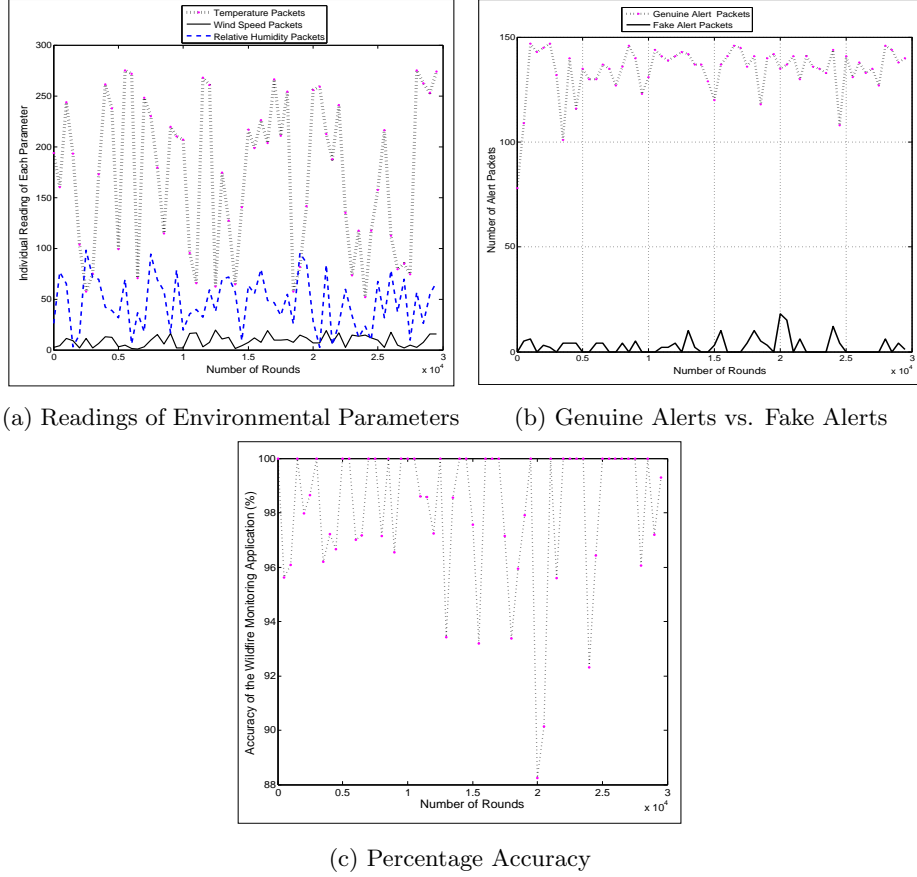 Temperature Packets
Wind Speed Packets
Relative Humidity Packets
300
250
200
150
100
50
0
Individual Reading of Each Parameter
0 0.5 1 1.5 2 2.5 3
x 10^4
Number of Rounds
(a) Readings of Environmental Parameters
Genuine Alert Packets
Fake Alert Packets
150
100
50
0
Number of Alert Packets
0 0.5 1 1.5 2 2.5 3
x 10^4
Number of Rounds
(b) Genuine Alerts vs. Fake Alerts
100
98
96
94
92
90
88
Accuracy of the Wildfire Monitoring Application (%)
0 0.5 1 1.5 2 2.5 3
x 10^4
Number of Rounds
(c) Percentage Accuracy